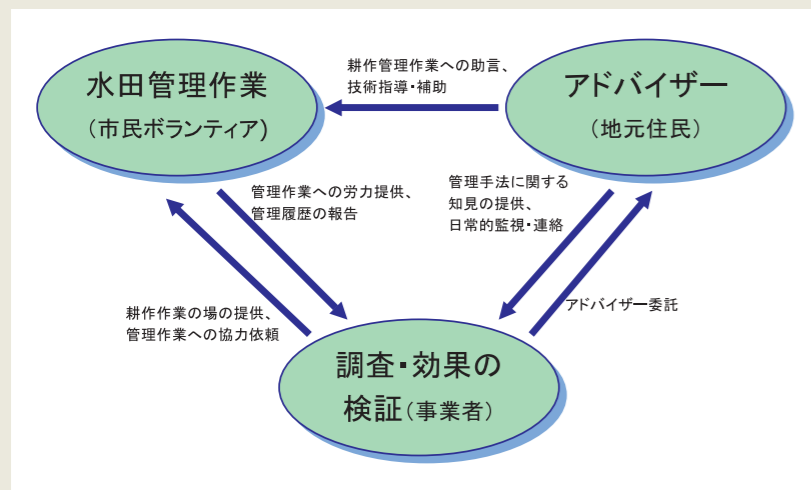 水田管理作業
（市民ボランティア)
耕作管理作業への助言、
技術指導・補助
アドバイザー
（地元住民）
管理作業への労力提供、
管理履歴の報告
管理手法に関する
知見の提供、
日常的監視・連絡
耕作作業の場の提供、
管理作業への協力依頼
アドバイザー委託
調査・効果の
検証（事業者）